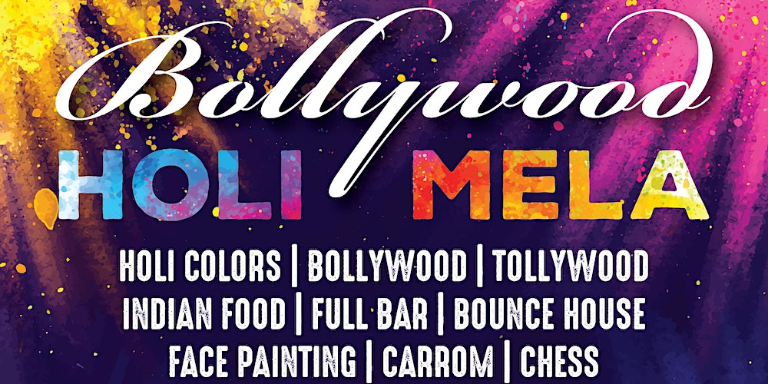 Bollywood
HOLI MELA
HOLI COLORS | BOLLYWOOD | TOLLYWOOD
INDIAN FOOD | FULL BAR | BOUNCE HOUSE
FACE PAINTING | CARROM | CHESS